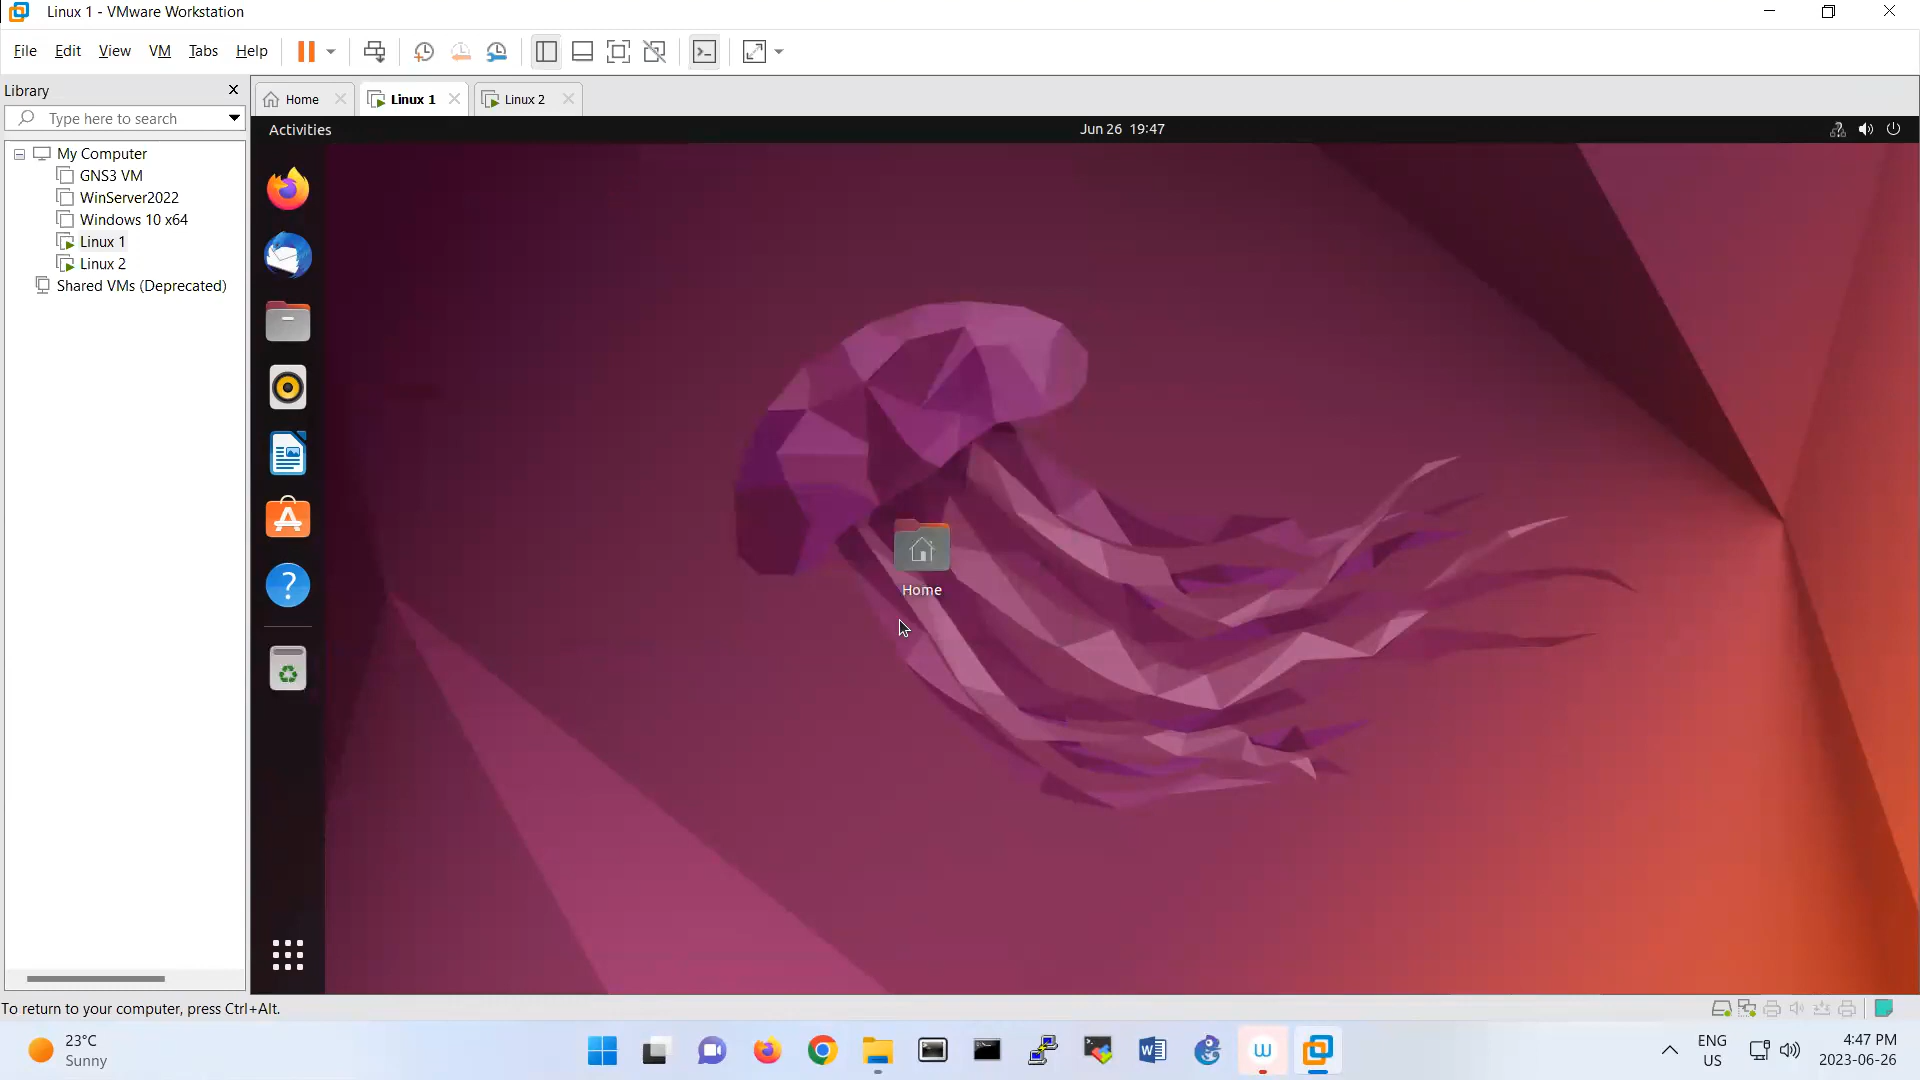 Linux 1 - VMware Workstation
File Edit View VM Tabs Help
Library
Type here to search
My Computer
GNS3 VM
WinServer2022
Windows 10 x64
Linux 1
Linux 2
Shared VMs (Deprecated)
Home Linux 1 Linux 2
Activities Jun 26 19:47
Home
To return to your computer, press Ctrl+Alt.
23°C
Sunny
ENG
US
4:47 PM
2023-06-26